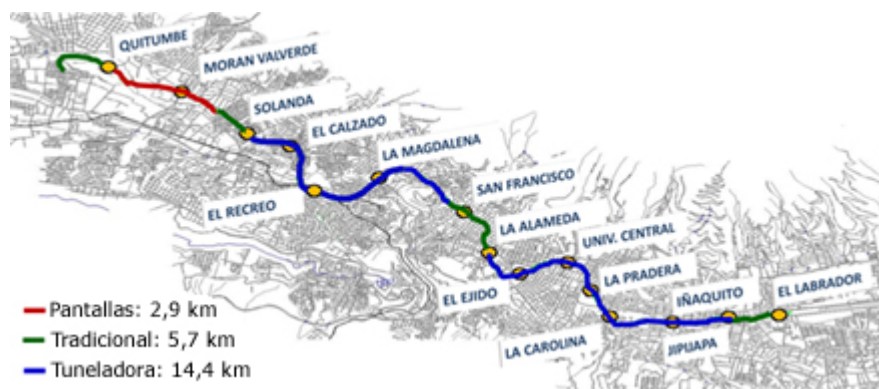 QUITUMBE
MORAN VALVERDE
SOLANDA
EL CALZADO
LA MAGDALENA
EL RECREO
SAN FRANCISCO
LA ALAMEDA
UNIV. CENTRAL
EL EJIDO
LA PRADERA
IÑAQUITO
EL LABRADOR
LA CAROLINA
JIPIJAPA
Pantallas: 2,9 km
Tradicional: 5,7 km
Tuneladora: 14,4 km